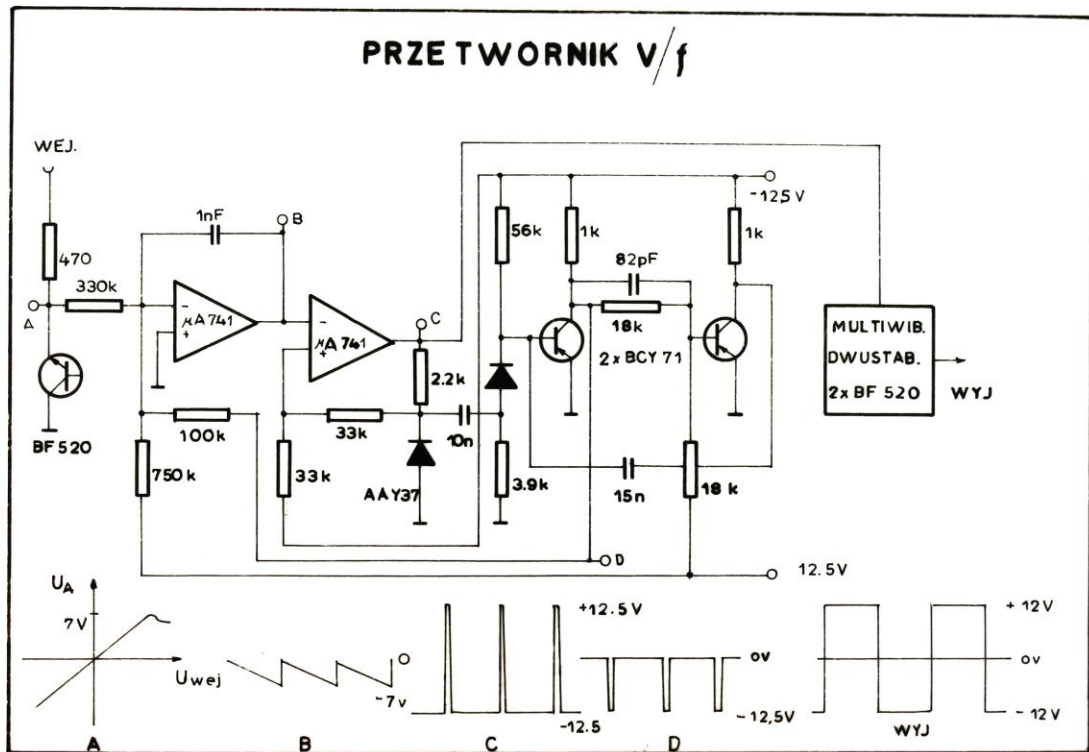 PRZETWORNIK V/f
WEJ.
470
A
330k
1nF
B
µA741
-
+
µA741
-
+
C
2.2k
BF520
100k
750k
33k
33k
AAY37
10n
56k
3.9k
1k
82pF
18k
2x BCY 71
15n
1k
18k
-12,5V
D
12.5V
MULTIWIB.
DWUSTAB.
2x BF 520
WYJ
UA
7V
Uwej
A
O
-7v
B
+12.5V
-12.5
C
0V
-12,5V
D
+12V
0V
-12V
WYJ